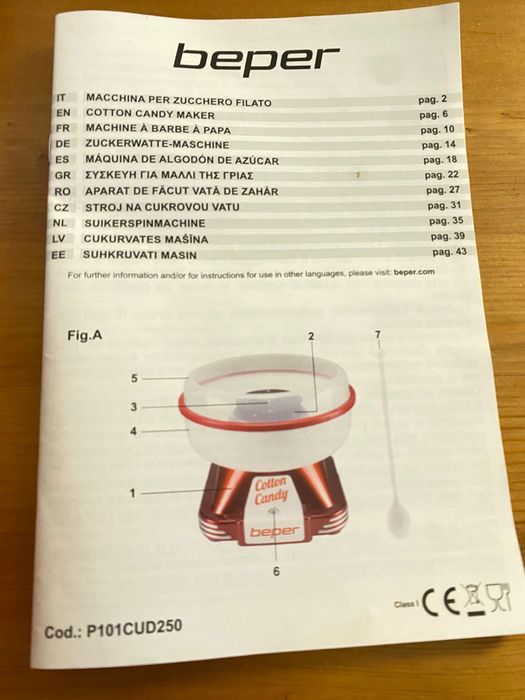 beper
IT MACCHINA PER ZUCCHERO FILATO pag. 2
EN COTTON CANDY MAKER pag. 6
FR MACHINE À BARBE À PAPA pag. 10
DE ZUCKERWATTE-MASCHINE pag. 14
ES MÁQUINA DE ALGODÓN DE AZÚCAR pag. 18
GR ΣΥΣΚΕΥΗ ΓΙΑ ΜΑΛΛΙ ΤΗΣ ΓΡΙΑΣ pag. 22
RO APARAT DE FĂCUT VATĂ DE ZAHĂR pag. 27
CZ STROJ NA CUKROVOU VATU pag. 31
NL SUIKERSPINMACHINE pag. 35
LV CUKURVATES MAŠĪNA pag. 39
EE SUHKRUVATI MASIN pag. 43
For further information and/or for instructions for use in other languages, please visit: beper.com
Fig.A
2 7
5
3
4
1
Cotton
Candy
beper
6
Class I CE
Cod.: P101CUD250